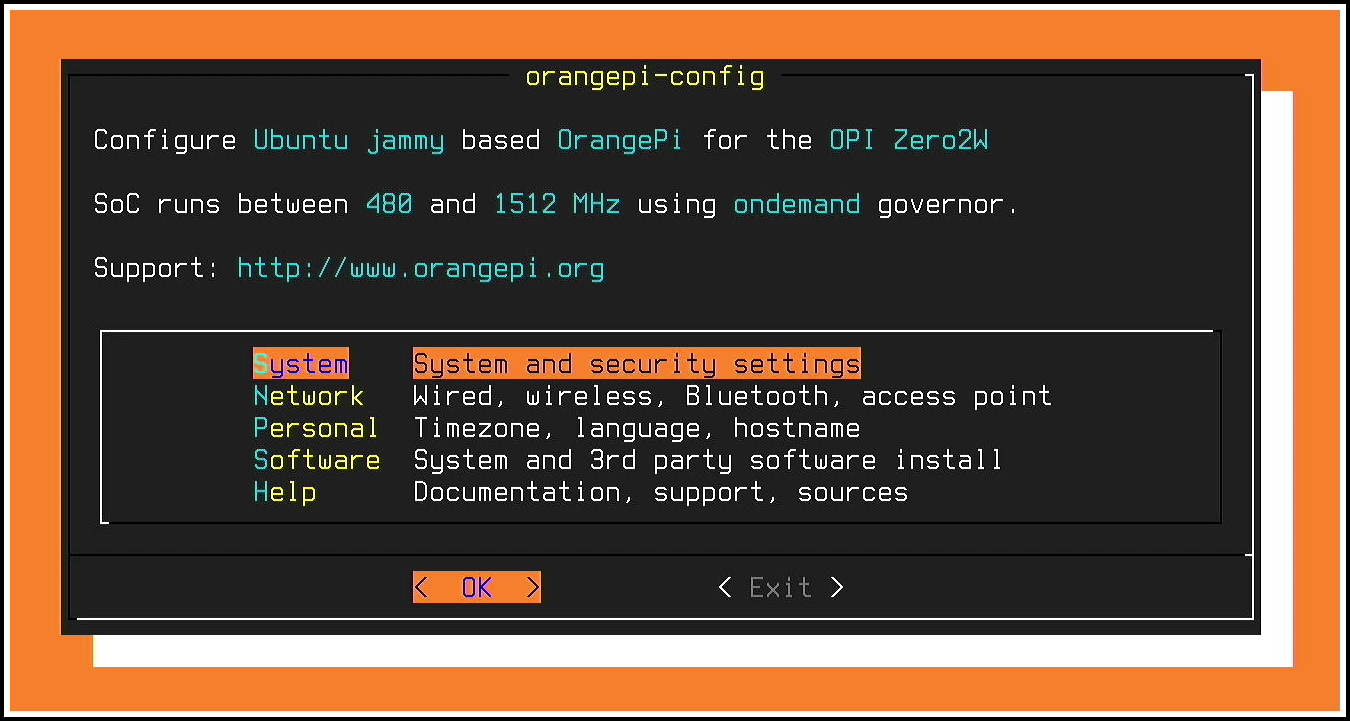 orangepi-config
Configure Ubuntu jammy based OrangePi for the OPI Zero2W
SoC runs between 480 and 1512 MHz using ondemand governor.
Support: http://www.orangepi.org
System System and security settings
Network Wired, wireless, Bluetooth, access point
Personal Timezone, language, hostname
Software System and 3rd party software install
Help Documentation, support, sources
< OK > < Exit >